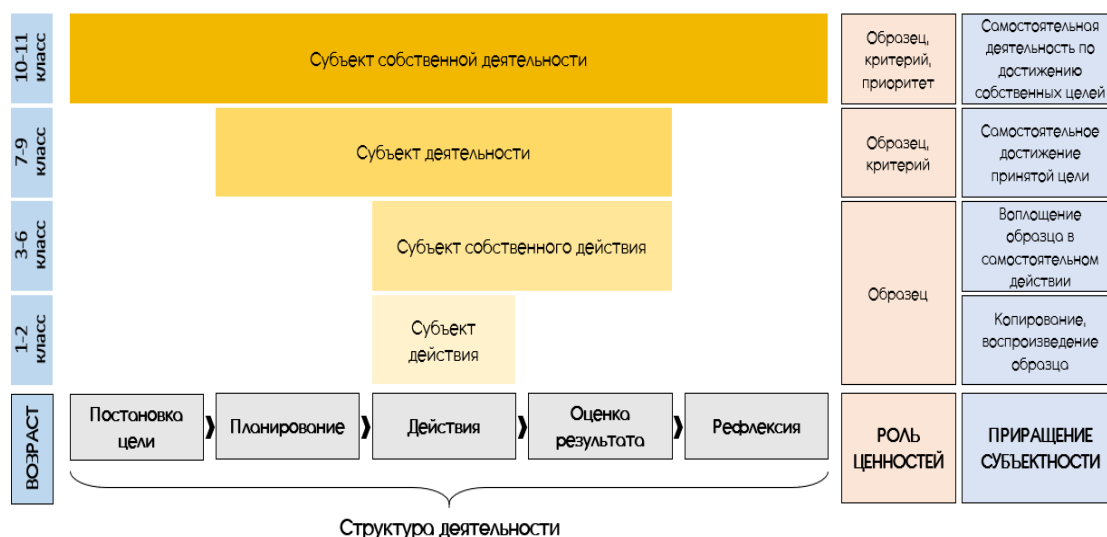 10-11
класс
Субъект собственной деятельности
Образец,
критерий,
приоритет
Самостоятельная
деятельность по
достижению
собственных целей
7-9
класс
Субъект деятельности
Образец,
критерий
Самостоятельное
достижение
принятой цели
3-6
класс
Субъект собственного действия
Образец
Воплощение
образца в
самостоятельном
действии
1-2
класс
Субъект
действия
Копирование,
воспроизведение
образца
ВОЗРАСТ
Постановка
цели
Планирование
Действия
Оценка
результата
Рефлексия
РОЛЬ
ЦЕННОСТЕЙ
ПРИРАЩЕНИЕ
СУБЪЕКТНОСТИ
Структура деятельности